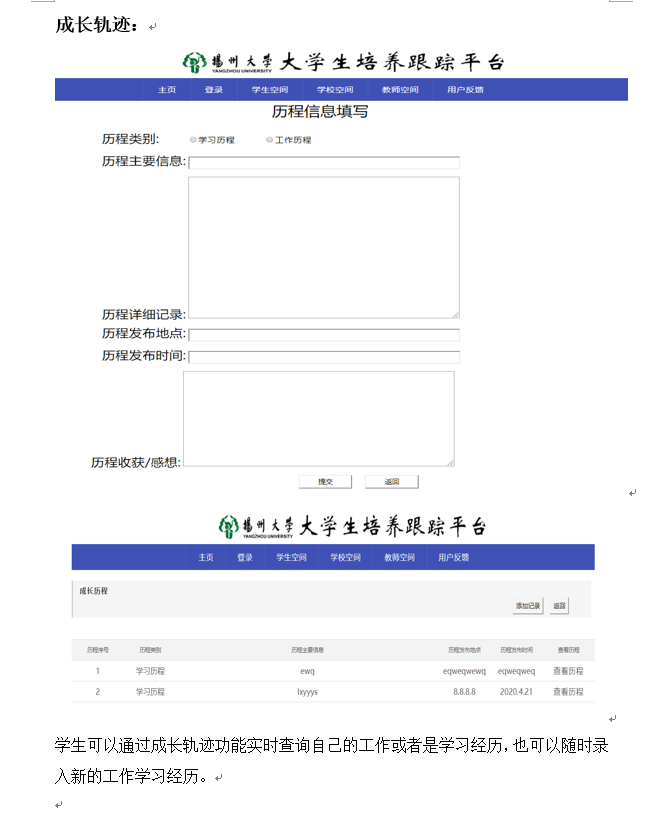 成长轨迹：
揚州大学 大学生培养跟踪平台
YANGZHOU UNIVERSITY
主页 登录 学生空间 学校空间 教师空间 用户反馈
历程信息填写
历程类别: 学习历程 工作历程
历程主要信息:
历程详细记录:
历程发布地点:
历程发布时间:
历程收获/感想:
提交 返回
揚州大学 大学生培养跟踪平台
YANGZHOU UNIVERSITY
主页 登录 学生空间 学校空间 教师空间 用户反馈
成长历程
添加记录 返回
历程序号 历程类别 历程主要信息 历程发布地点 历程发布时间 查看历程
1 学习历程 ewq eqweqwewq eqweqweq 查看历程
2 学习历程 lxyyys 8.8.8.8 2020.4.21 查看历程
学生可以通过成长轨迹功能实时查询自己的工作或者是学习经历，也可以随时录
入新的工作学习经历。